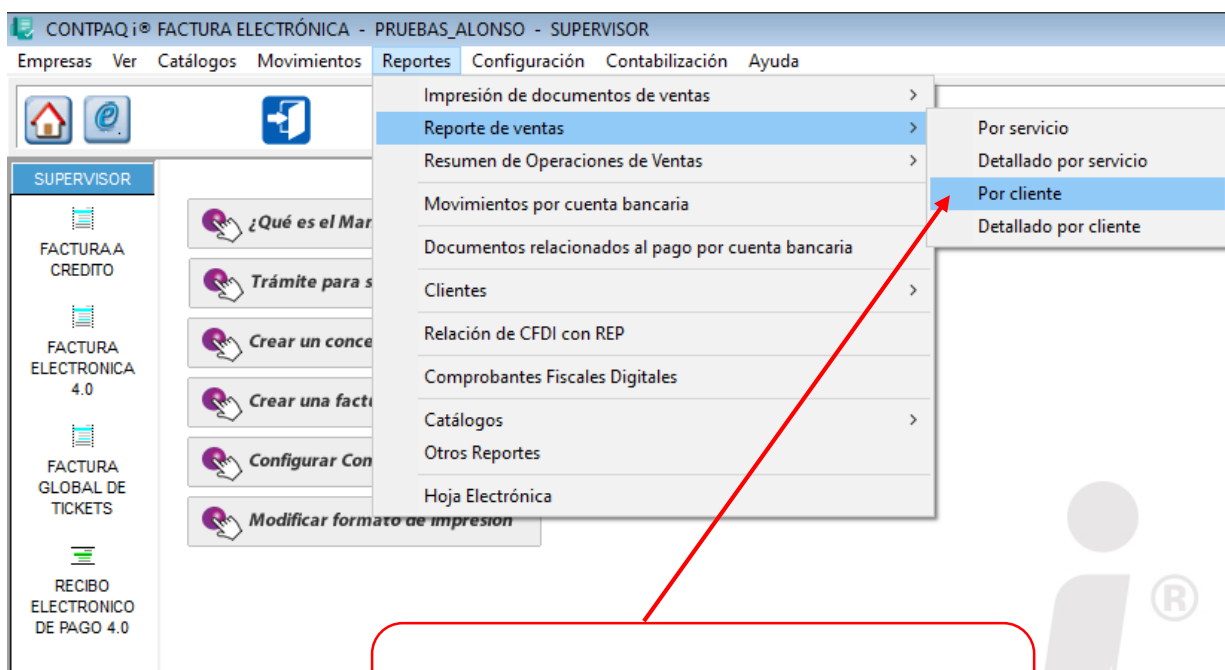 CONTPAQ i® FACTURA ELECTRÓNICA - PRUEBAS_ALONSO - SUPERVISOR
Empresas Ver Catálogos Movimientos Reportes Configuración Contabilización Ayuda
Impresión de documentos de ventas
Reporte de ventas
Resumen de Operaciones de Ventas
Movimientos por cuenta bancaria
Documentos relacionados al pago por cuenta bancaria
Clientes
Relación de CFDI con REP
Comprobantes Fiscales Digitales
Catálogos
Otros Reportes
Hoja Electrónica
Por servicio
Detallado por servicio
Por cliente
Detallado por cliente
SUPERVISOR
FACTURA A
CREDITO
FACTURA
ELECTRONICA
4.0
FACTURA
GLOBAL DE
TICKETS
RECIBO
ELECTRONICO
DE PAGO 4.0
¿Qué es el Mar
Trámite para s
Crear un conce
Crear una factu
Configurar Con
Modificar formato de impresión
i®